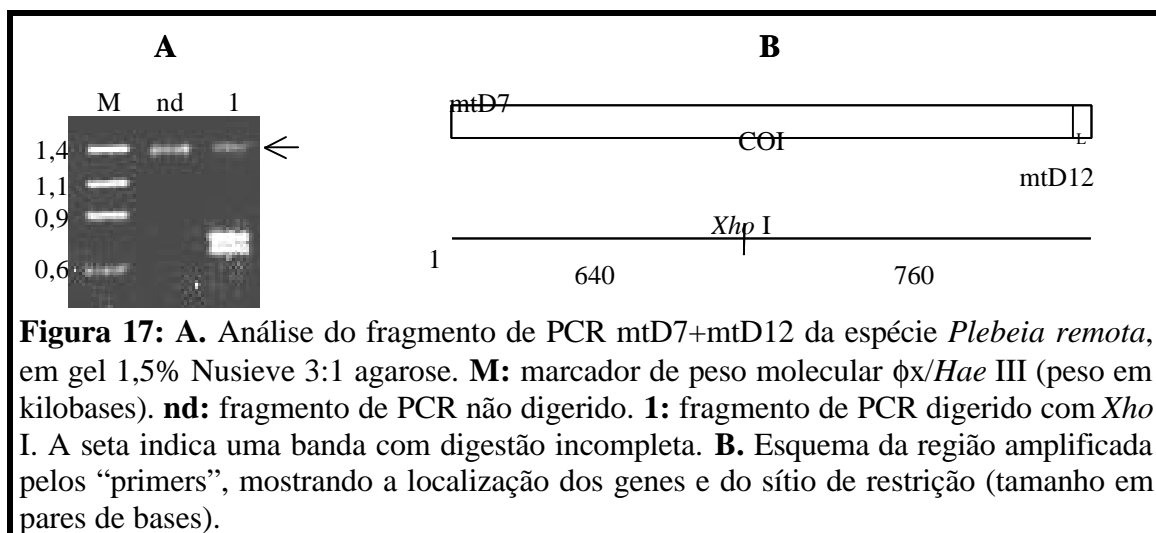 A
B
M nd 1
1,4
1,1
0,9
0,6
mtD7
COI
L
mtD12
Xho I
1
640 760
Figura 17: A. Análise do fragmento de PCR mtD7+mtD12 da espécie Plebeia remota,
em gel 1,5% Nusieve 3:1 agarose. M: marcador de peso molecular ϕx/Hae III (peso em
kilobases). nd: fragmento de PCR não digerido. 1: fragmento de PCR digerido com Xho
I. A seta indica uma banda com digestão incompleta. B. Esquema da região amplificada
pelos “primers”, mostrando a localização dos genes e do sítio de restrição (tamanho em
pares de bases).